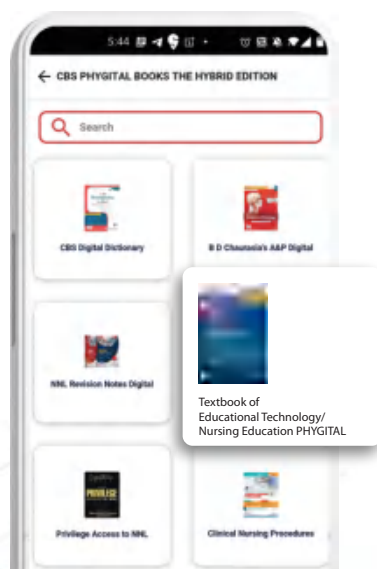 5:44
← CBS PHYGITAL BOOKS THE HYBRID EDITION
Search
CBS Digital Dictionary
B D Chaurasia's A&P Digital
NNL Revision Notes Digital
Textbook of
Educational Technology/
Nursing Education PHYGITAL
PRIVILEGE
Privilege Access to NNL
Clinical Nursing Procedures